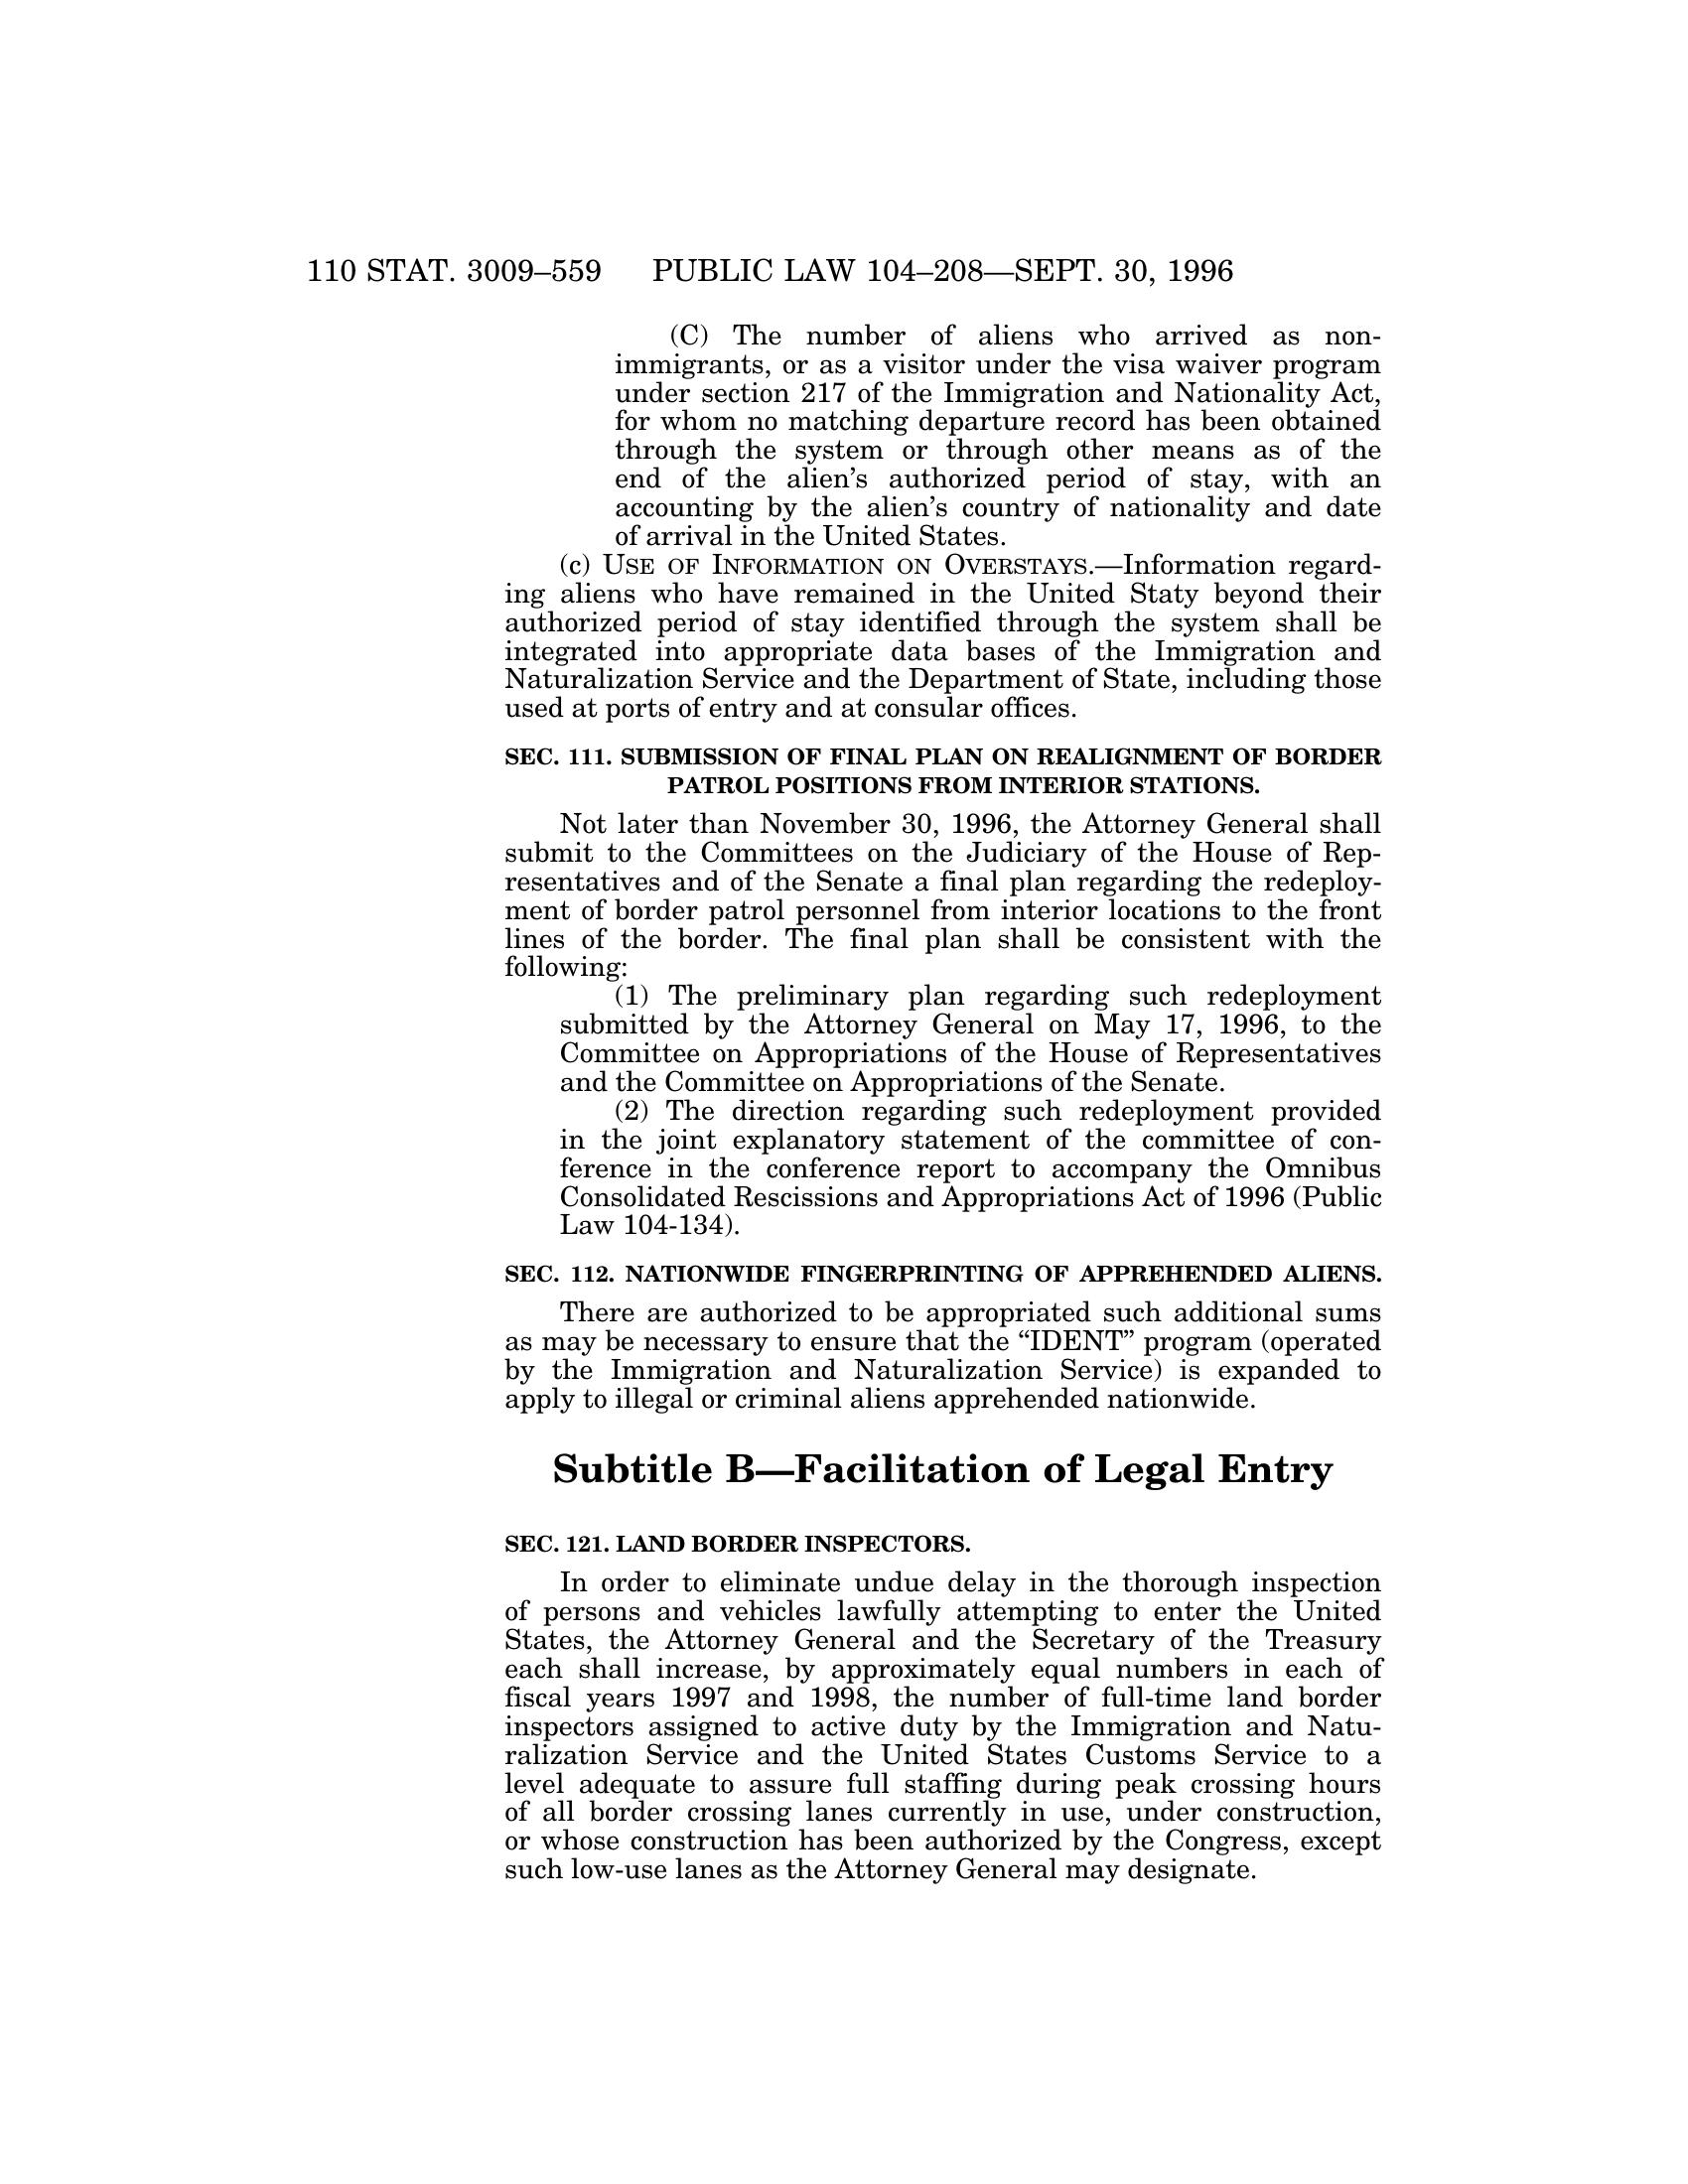 110 STAT. 3009–559 PUBLIC LAW 104–208—SEPT. 30, 1996
(C) The number of aliens who arrived as non-
immigrants, or as a visitor under the visa waiver program
under section 217 of the Immigration and Nationality Act,
for whom no matching departure record has been obtained
through the system or through other means as of the
end of the alien’s authorized period of stay, with an
accounting by the alien’s country of nationality and date
of arrival in the United States.
(c) USE OF INFORMATION ON OVERSTAYS.—Information regard-
ing aliens who have remained in the United Staty beyond their
authorized period of stay identified through the system shall be
integrated into appropriate data bases of the Immigration and
Naturalization Service and the Department of State, including those
used at ports of entry and at consular offices.
SEC. 111. SUBMISSION OF FINAL PLAN ON REALIGNMENT OF BORDER
PATROL POSITIONS FROM INTERIOR STATIONS.
Not later than November 30, 1996, the Attorney General shall
submit to the Committees on the Judiciary of the House of Rep-
resentatives and of the Senate a final plan regarding the redeploy-
ment of border patrol personnel from interior locations to the front
lines of the border. The final plan shall be consistent with the
following:
(1) The preliminary plan regarding such redeployment
submitted by the Attorney General on May 17, 1996, to the
Committee on Appropriations of the House of Representatives
and the Committee on Appropriations of the Senate.
(2) The direction regarding such redeployment provided
in the joint explanatory statement of the committee of con-
ference in the conference report to accompany the Omnibus
Consolidated Rescissions and Appropriations Act of 1996 (Public
Law 104-134).
SEC. 112. NATIONWIDE FINGERPRINTING OF APPREHENDED ALIENS.
There are authorized to be appropriated such additional sums
as may be necessary to ensure that the “IDENT” program (operated
by the Immigration and Naturalization Service) is expanded to
apply to illegal or criminal aliens apprehended nationwide.
Subtitle B—Facilitation of Legal Entry
SEC. 121. LAND BORDER INSPECTORS.
In order to eliminate undue delay in the thorough inspection
of persons and vehicles lawfully attempting to enter the United
States, the Attorney General and the Secretary of the Treasury
each shall increase, by approximately equal numbers in each of
fiscal years 1997 and 1998, the number of full-time land border
inspectors assigned to active duty by the Immigration and Natu-
ralization Service and the United States Customs Service to a
level adequate to assure full staffing during peak crossing hours
of all border crossing lanes currently in use, under construction,
or whose construction has been authorized by the Congress, except
such low-use lanes as the Attorney General may designate.